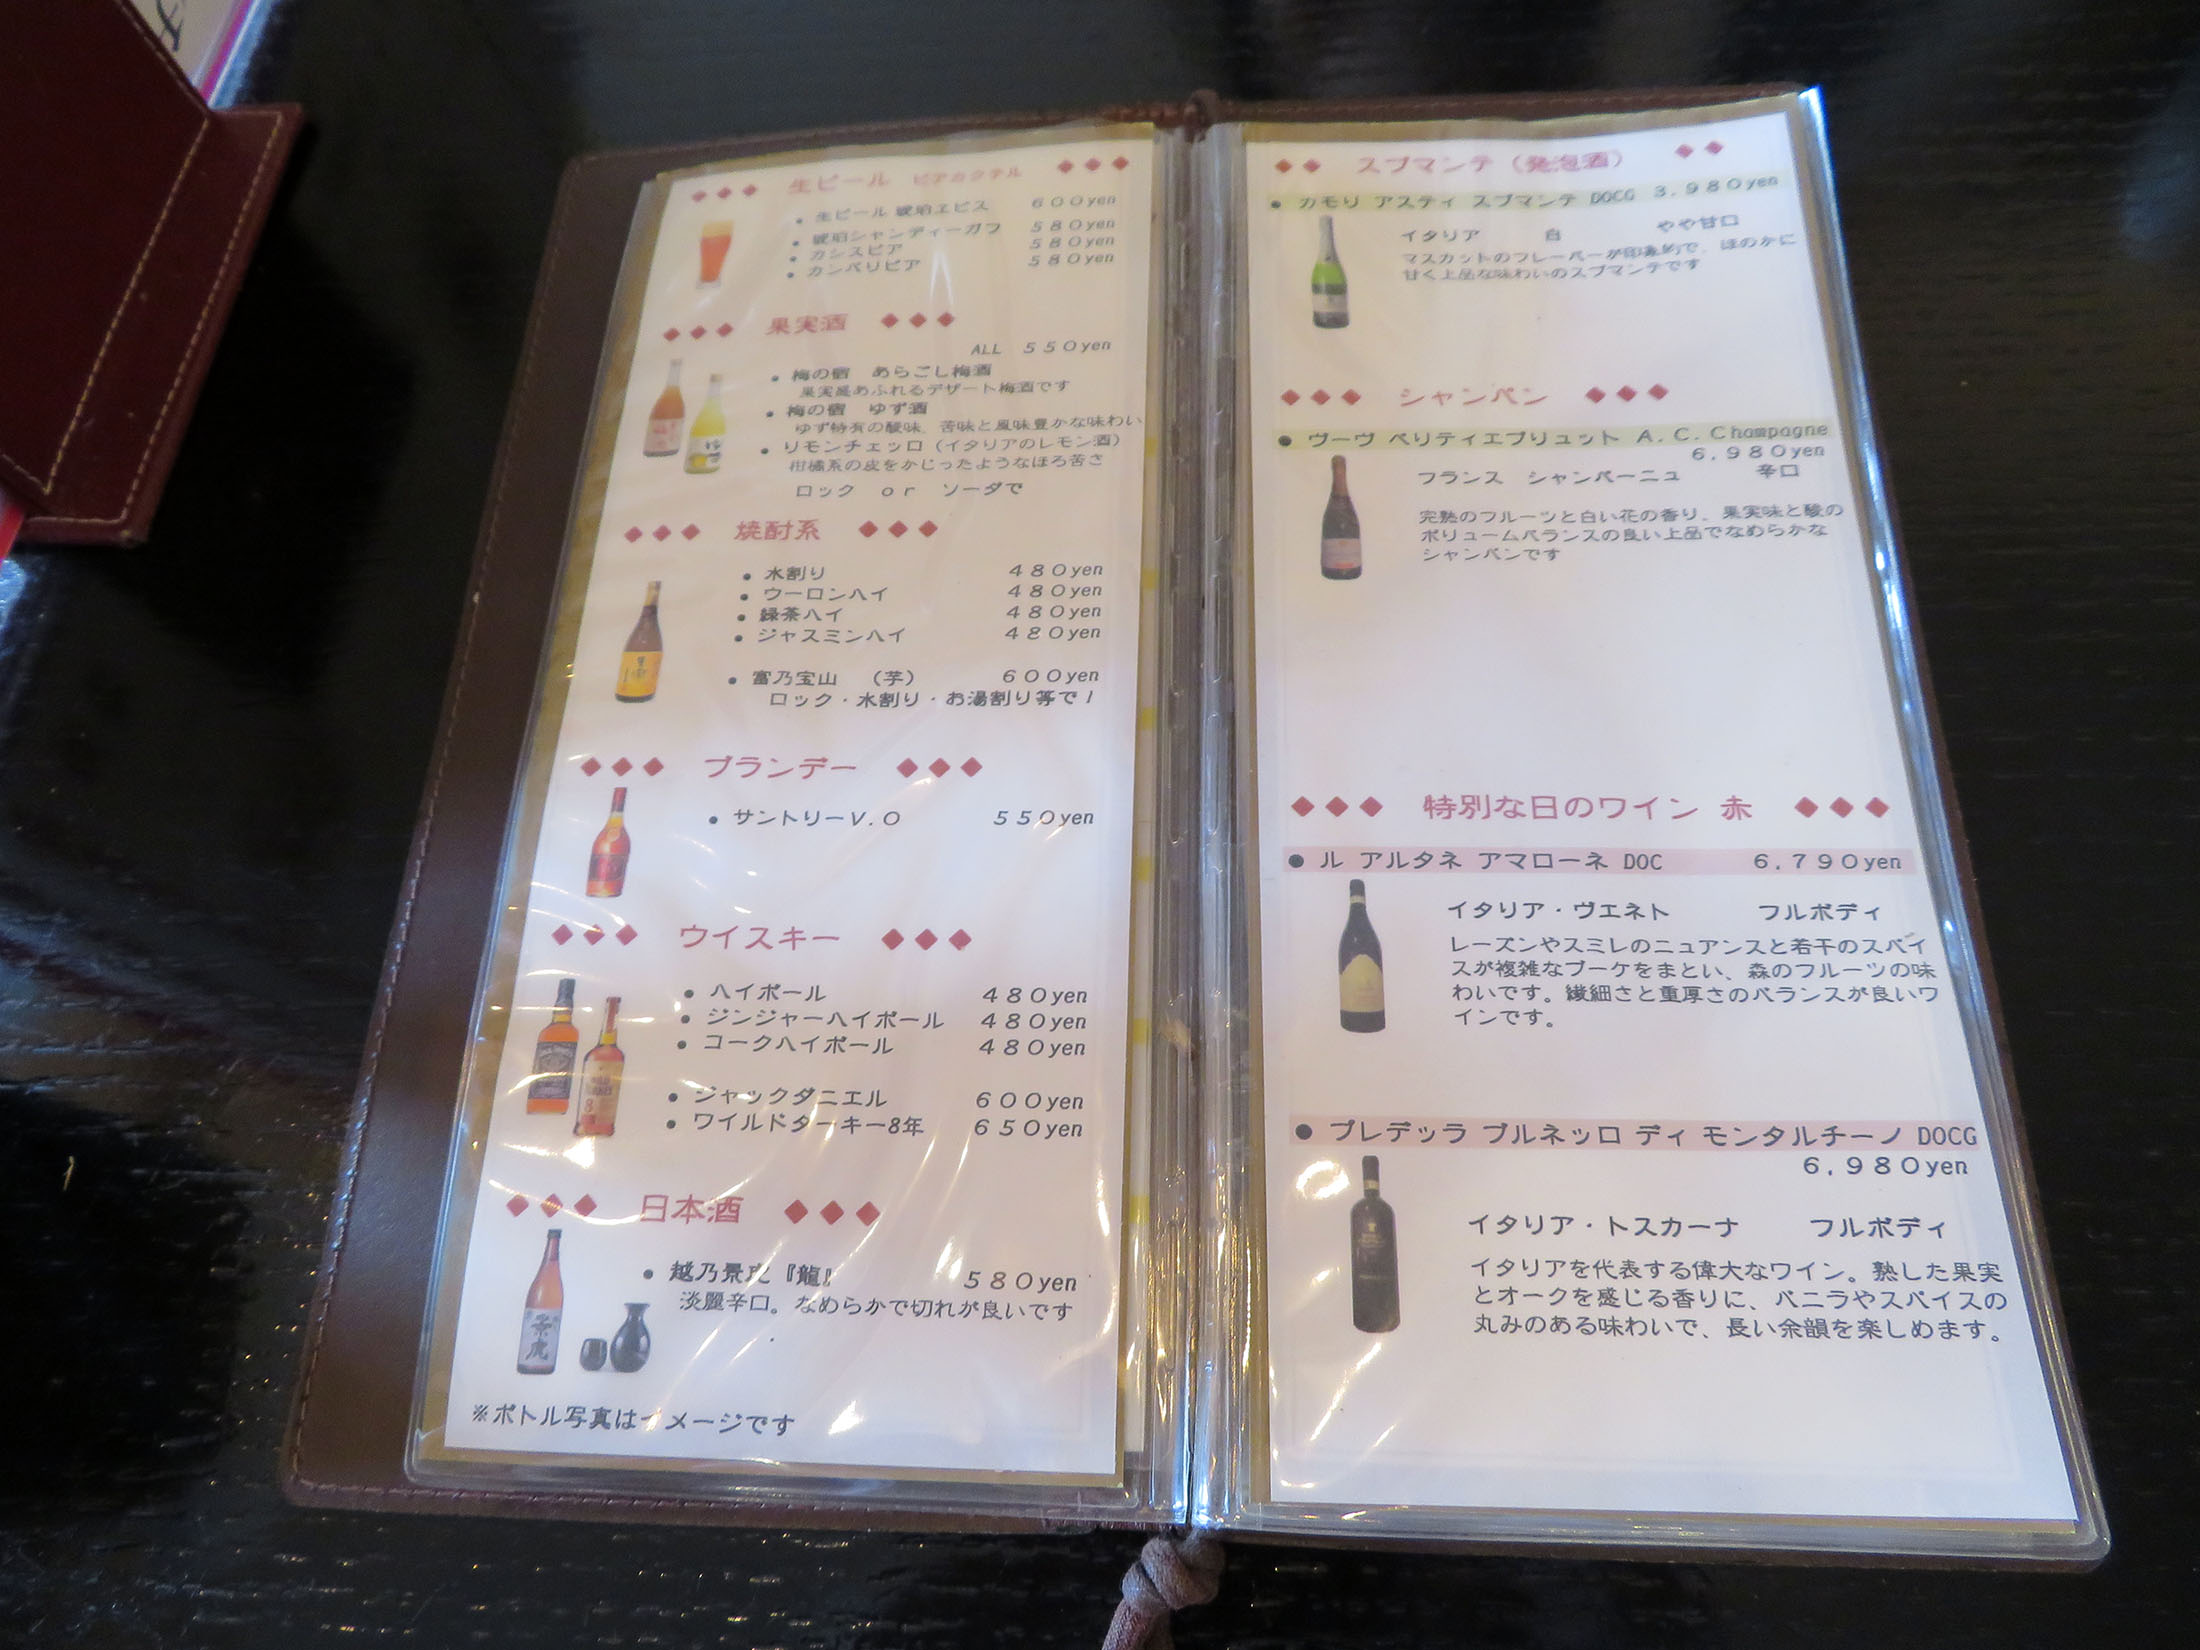 生ビール ビアカクテル
・生ビール 琥珀エビス 600yen
・琥珀シャンディーガフ 580yen
・カシスビア 580yen
・カンパリビア 580yen
果実酒
ALL 550yen
・梅の宿 あらごし梅酒
果実感あふれるデザート梅酒です
・梅の宿 ゆず酒
ゆず特有の酸味、苦味と風味豊かな味わい
・リモンチェッロ（イタリアのレモン酒）
柑橘系の皮をかじったようなほろ苦さ
ロック or ソーダで
焼酎系
・水割り 480yen
・ウーロンハイ 480yen
・緑茶ハイ 480yen
・ジャスミンハイ 480yen
・富乃宝山 （芋） 600yen
ロック・水割り・お湯割り等で！
ブランデー
・サントリーV.O 550yen
ウイスキー
・ハイボール 480yen
・ジンジャーハイボール 480yen
・コークハイボール 480yen
・ジャックダニエル 600yen
・ワイルドターキー8年 650yen
日本酒
・越乃景虎『龍』 580yen
淡麗辛口。なめらかで切れが良いです
※ボトル写真はイメージです
スプマンテ（発泡酒）
● カモリ アスティ スプマンテ DOCG 3,980yen
イタリア 白 やや甘口
マスカットのフレーバーが印象的で、ほのかに
甘く上品な味わいのスプマンテです
シャンパン
● ヴーヴ ペリティエブリュット A.C.Champagne
6,980yen
フランス シャンパーニュ 辛口
完熟のフルーツと白い花の香り、果実味と酸の
ボリュームバランスの良い上品でなめらかな
シャンパンです
特別な日のワイン 赤
● ル アルタネ アマローネ DOC 6,790yen
イタリア・ヴェネト フルボディ
レーズンやスミレのニュアンスと若干のスパイ
スが複雑なブーケをまとい、森のフルーツの味
わいです。繊細さと重厚さのバランスが良いワ
インです。
● プレデッラ ブルネッロ ディ モンタルチーノ DOCG
6,980yen
イタリア・トスカーナ フルボディ
イタリアを代表する偉大なワイン。熟した果実
とオークを感じる香りに、バニラやスパイスの
丸みのある味わいで、長い余韻を楽しめます。